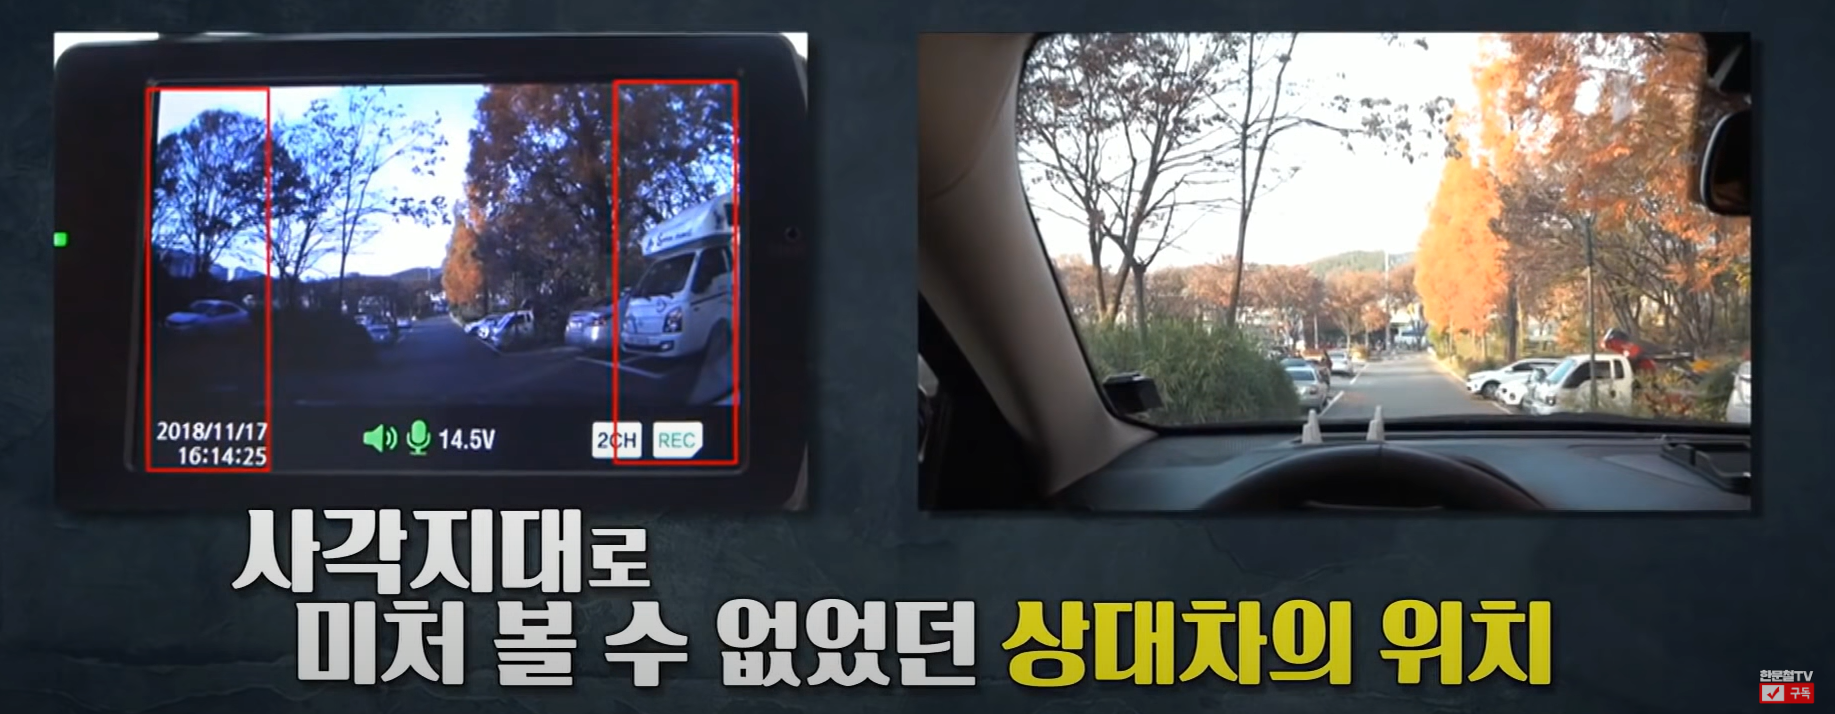 2018/11/17
16:14:25
14.5V
2CH
REC
사각지대로
미처 볼 수 없었던 상대차의 위치
한문철TV
구독